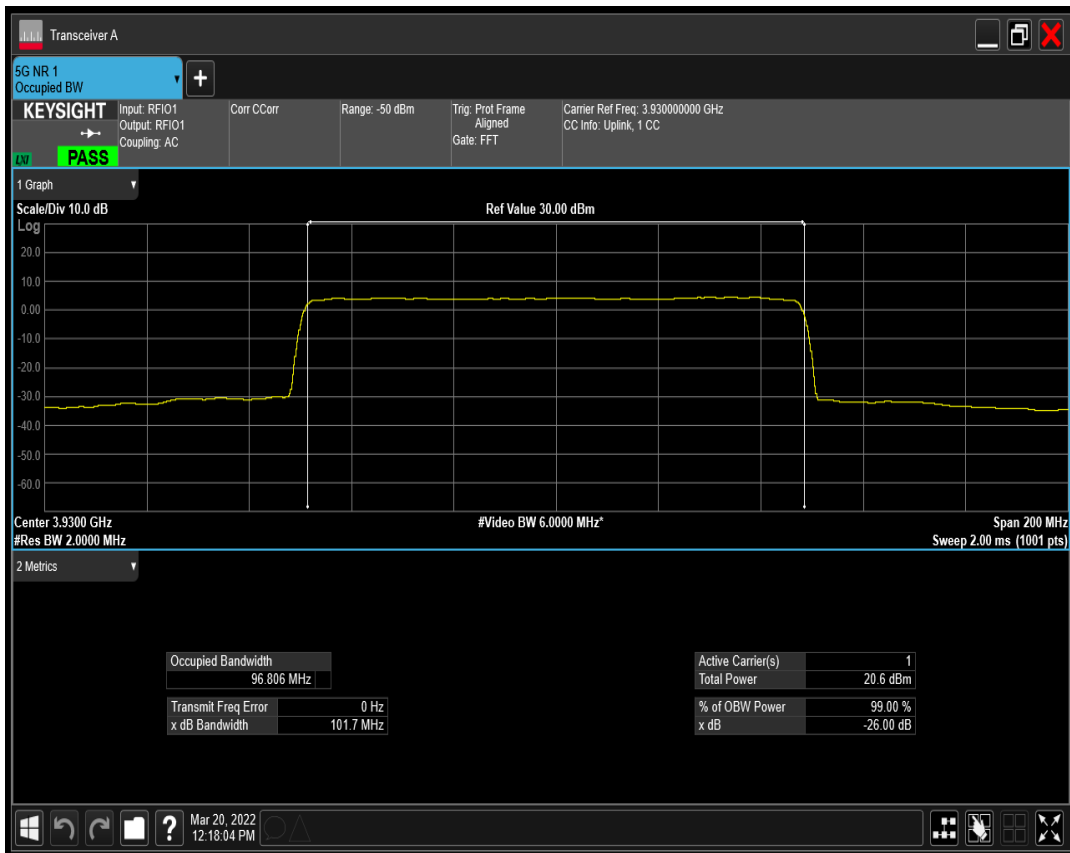 Transceiver A
5G NR 1
Occupied BW
+
KEYSIGHT
LXI
PASS
Input: RFIO1
Output: RFIO1
Coupling: AC
Corr CCorr
Range: -50 dBm
Trig: Prot Frame
Aligned
Gate: FFT
Carrier Ref Freq: 3.930000000 GHz
CC Info: Uplink, 1 CC
1 Graph
Scale/Div 10.0 dB
Ref Value 30.00 dBm
Log
20.0
10.0
0.00
-10.0
-20.0
-30.0
-40.0
-50.0
-60.0
Center 3.9300 GHz
#Video BW 6.0000 MHz*
Span 200 MHz
#Res BW 2.0000 MHz
Sweep 2.00 ms (1001 pts)
2 Metrics
Occupied Bandwidth
96.806 MHz
Transmit Freq Error 0 Hz
x dB Bandwidth 101.7 MHz
Active Carrier(s) 1
Total Power 20.6 dBm
% of OBW Power 99.00 %
x dB -26.00 dB
?
Mar 20, 2022
12:18:04 PM